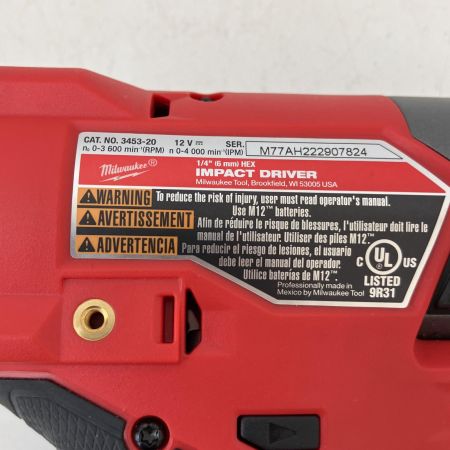 CAT. NO. 3453-20 12 V ⎓ SER. M77AH222907824
n₀ 0-3 600 min⁻¹(RPM) n 0-4 000 min⁻¹(IPM)
Milwaukee
1/4" (6 mm) HEX
IMPACT DRIVER
Milwaukee Tool, Brookfield, WI 53005 USA
WARNING To reduce the risk of injury, user must read operator's manual.
Use M12™ batteries.
AVERTISSEMENT Afin de réduire le risque de blessures, l'utilisateur doit lire le
manuel de l'utilisateur. Utiliser des piles M12™.
ADVERTENCIA Para reducir el riesgo de lesiones, el usuario
debe leer el manual del operador.
Utilice baterías de M12™.
Professionally made in
Mexico by Milwaukee Tool
C UL US
LISTED
9R31